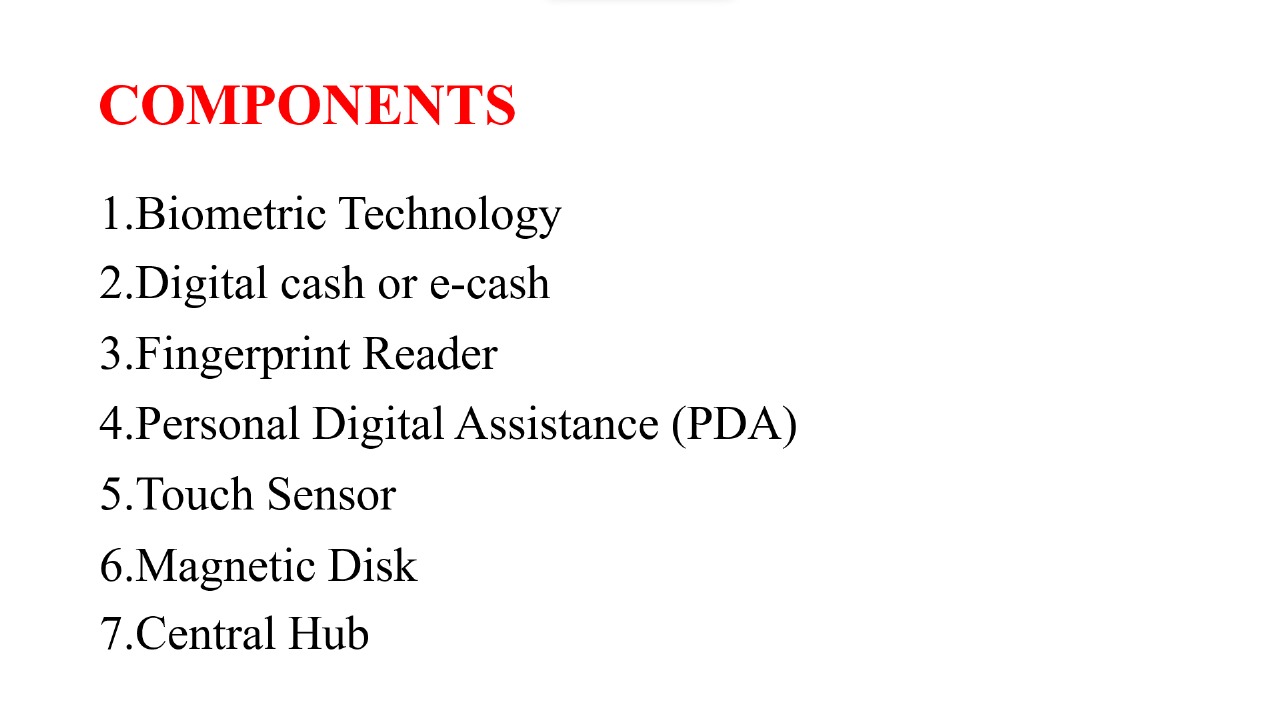 COMPONENTS
1.Biometric Technology
2.Digital cash or e-cash
3.Fingerprint Reader
4.Personal Digital Assistance (PDA)
5.Touch Sensor
6.Magnetic Disk
7.Central Hub